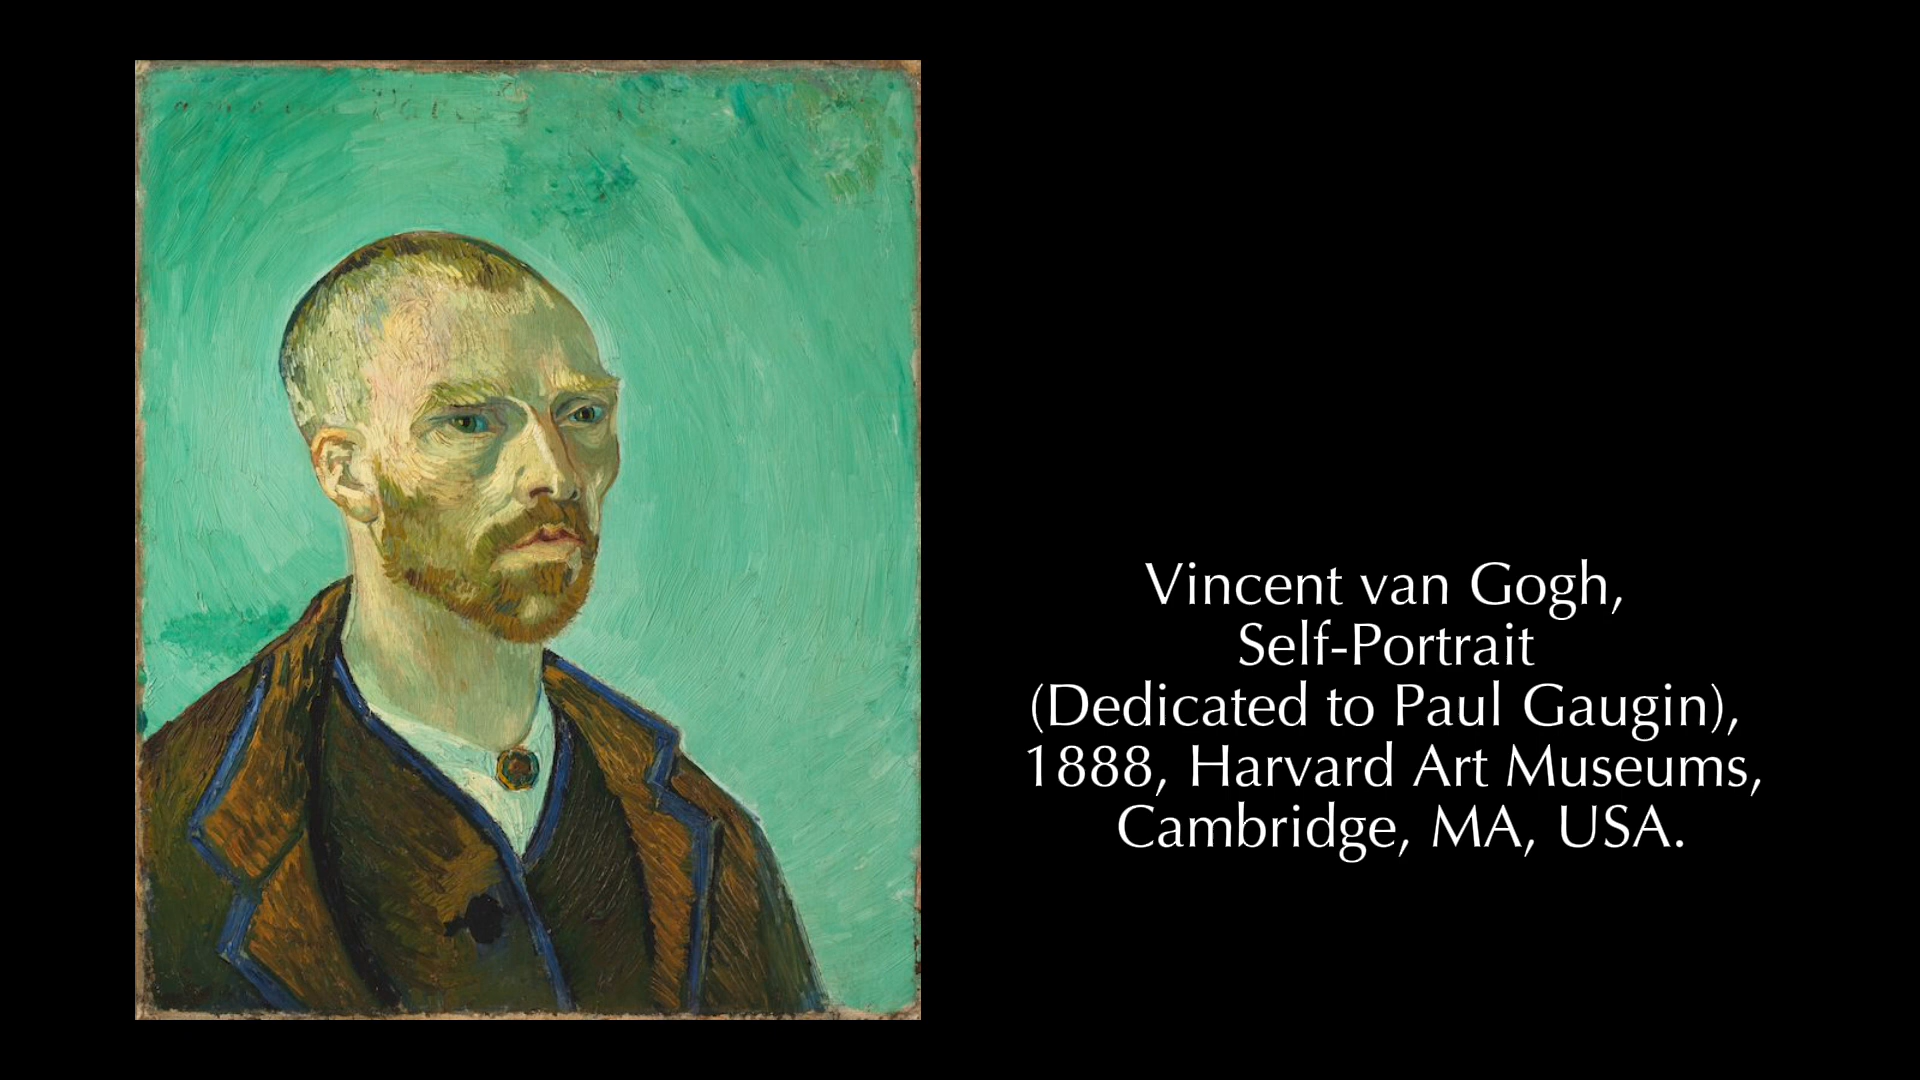 Vincent van Gogh,
Self-Portrait
(Dedicated to Paul Gaugin),
1888, Harvard Art Museums,
Cambridge, MA, USA.